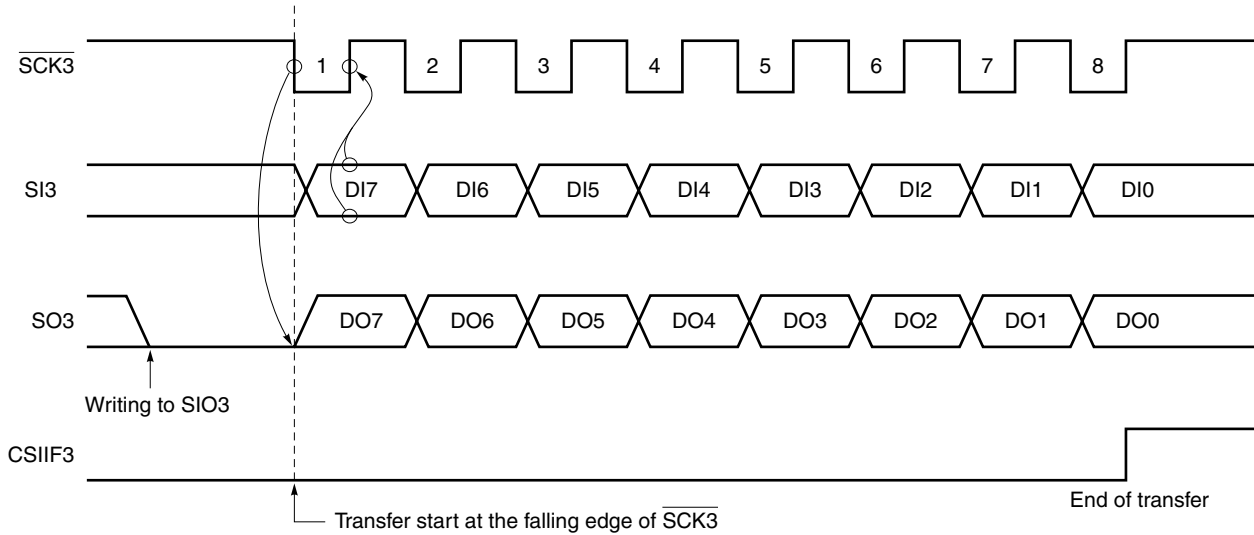 SCK3 1 2 3 4 5 6 7 8
SI3 DI7 DI6 DI5 DI4 DI3 DI2 DI1 DI0
SO3 DO7 DO6 DO5 DO4 DO3 DO2 DO1 DO0
Writing to SIO3
CSIIF3
End of transfer
Transfer start at the falling edge of SCK3